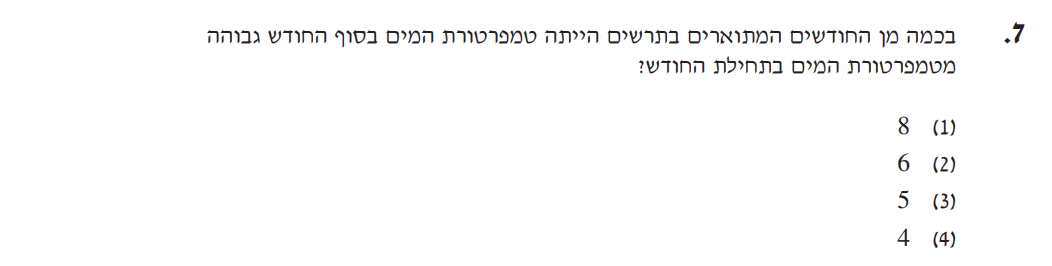 7. בכמה מן החודשים המתוארים בתרשים הייתה טמפרטורת המים בסוף החודש גבוהה
מטמפרטורת המים בתחילת החודש?
(1) 8
(2) 6
(3) 5
(4) 4